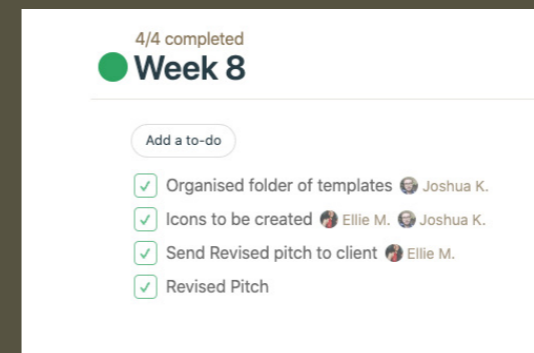 4/4 completed
Week 8
Add a to-do
Organised folder of templates Joshua K.
Icons to be created Ellie M. Joshua K.
Send Revised pitch to client Ellie M.
Revised Pitch